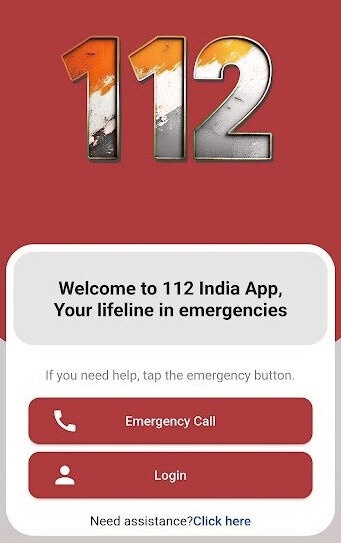 112
Welcome to 112 India App,
Your lifeline in emergencies
If you need help, tap the emergency button.
Emergency Call
Login
Need assistance?Click here